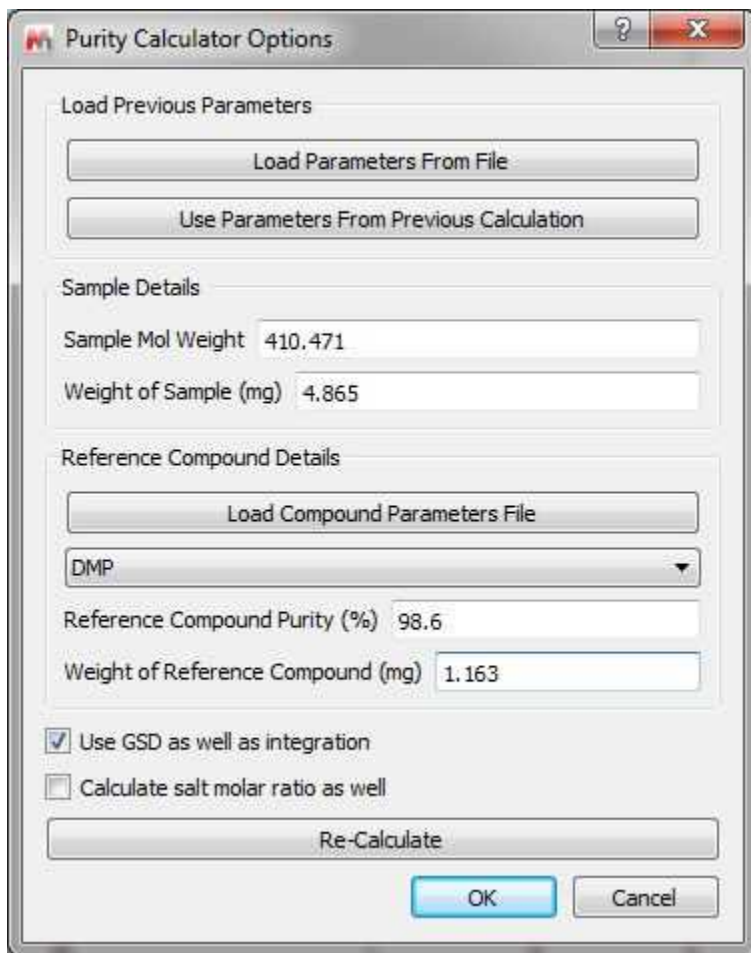 Purity Calculator Options
Load Previous Parameters
Load Parameters From File
Use Parameters From Previous Calculation
Sample Details
Sample Mol Weight 410.471
Weight of Sample (mg) 4.865
Reference Compound Details
Load Compound Parameters File
DMP
Reference Compound Purity (%) 98.6
Weight of Reference Compound (mg) 1.163
Use GSD as well as integration
Calculate salt molar ratio as well
Re-Calculate
OK Cancel